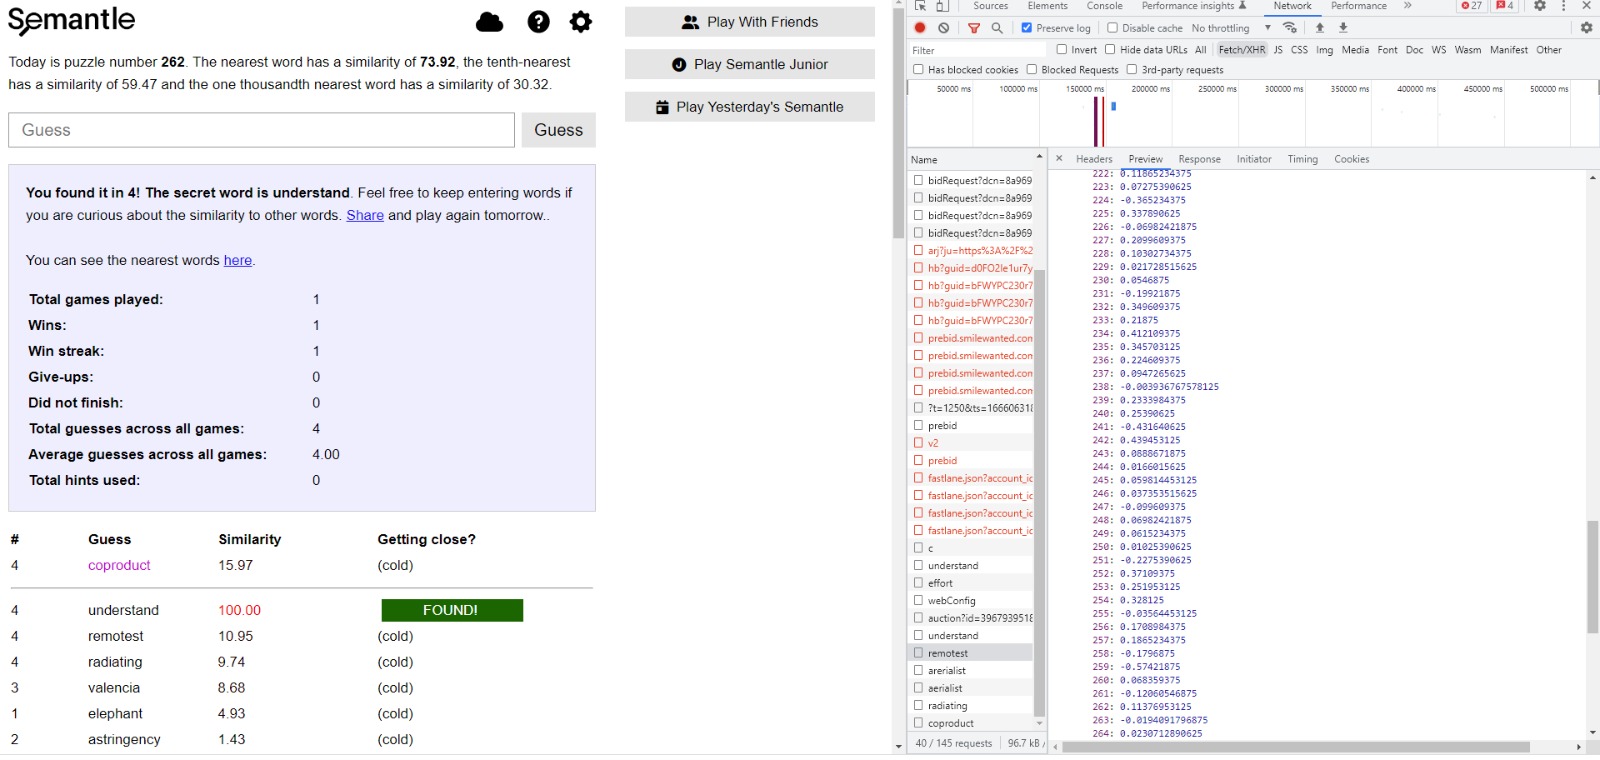 Semantle
Today is puzzle number 262. The nearest word has a similarity of 73.92, the tenth-nearest
has a similarity of 59.47 and the one thousandth nearest word has a similarity of 30.32.
Guess
Guess
You found it in 4! The secret word is understand. Feel free to keep entering words if
you are curious about the similarity to other words. Share and play again tomorrow..
You can see the nearest words here.
Total games played: 1
Wins: 1
Win streak: 1
Give-ups: 0
Did not finish: 0
Total guesses across all games: 4
Average guesses across all games: 4.00
Total hints used: 0
# Guess Similarity Getting close?
4 coproduct 15.97 (cold)
4 understand 100.00 FOUND!
4 remotest 10.95 (cold)
4 radiating 9.74 (cold)
3 valencia 8.68 (cold)
1 elephant 4.93 (cold)
2 astringency 1.43 (cold)
Play With Friends
Play Semantle Junior
Play Yesterday's Semantle
Sources Elements Console Performance insights Network Performance » 27 4
Preserve log Disable cache No throttling
Filter Invert Hide data URLs All Fetch/XHR JS CSS Img Media Font Doc WS Wasm Manifest Other
Has blocked cookies Blocked Requests 3rd-party requests
50000 ms 100000 ms 150000 ms 200000 ms 250000 ms 300000 ms 350000 ms 400000 ms 450000 ms 500000 ms
Name
bidRequest?dcn=8a969
bidRequest?dcn=8a969
bidRequest?dcn=8a969
bidRequest?dcn=8a969
arj?ju=https%3A%2F%2
hb?guid=d0FO2le1ur7y
hb?guid=bFWYPC230r7
hb?guid=bFWYPC230r7
hb?guid=bFWYPC230r7
prebid.smilewanted.con
prebid.smilewanted.con
prebid.smilewanted.con
prebid.smilewanted.con
?t=1250&ts=166606318
prebid
v2
prebid
fastlane.json?account_ic
fastlane.json?account_ic
fastlane.json?account_ic
fastlane.json?account_ic
c
understand
effort
webConfig
auction?id=3967939518
understand
remotest
arerialist
aerialist
radiating
coproduct
40 / 145 requests 96.7 kB /
Headers Preview Response Initiator Timing Cookies
222: 0.11865234375
223: 0.07275390625
224: -0.365234375
225: 0.337890625
226: -0.06982421875
227: 0.2099609375
228: 0.10302734375
229: 0.021728515625
230: 0.0546875
231: -0.19921875
232: 0.349609375
233: 0.21875
234: 0.412109375
235: 0.345703125
236: 0.224609375
237: 0.0947265625
238: -0.003936767578125
239: 0.2333984375
240: 0.25390625
241: -0.431640625
242: 0.439453125
243: 0.0888671875
244: 0.0166015625
245: 0.059814453125
246: 0.037353515625
247: -0.099609375
248: 0.06982421875
249: 0.0615234375
250: 0.01025390625
251: -0.2275390625
252: 0.37109375
253: 0.251953125
254: 0.328125
255: -0.03564453125
256: 0.1708984375
257: 0.1865234375
258: -0.1796875
259: -0.57421875
260: 0.068359375
261: -0.12060546875
262: 0.11376953125
263: -0.0194091796875
264: 0.0230712890625